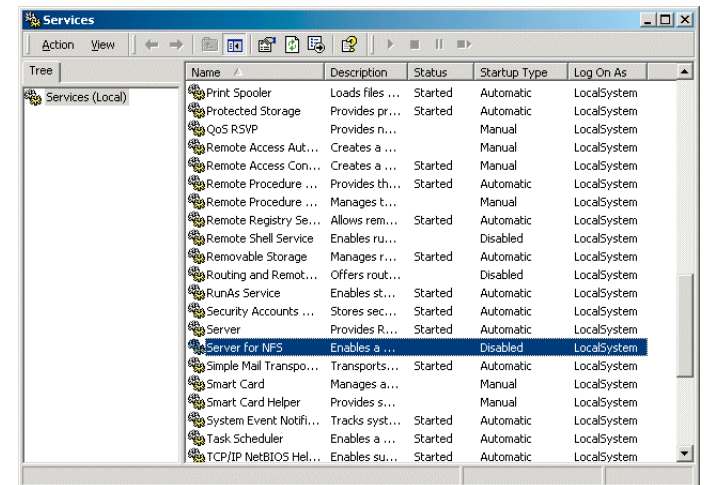 Services
Action View
Tree
Services (Local)
Name Description Status Startup Type Log On As
Print Spooler Loads files ... Started Automatic LocalSystem
Protected Storage Provides pr... Started Automatic LocalSystem
QoS RSVP Provides n... Manual LocalSystem
Remote Access Aut... Creates a ... Manual LocalSystem
Remote Access Con... Creates a ... Started Manual LocalSystem
Remote Procedure ... Provides th... Started Automatic LocalSystem
Remote Procedure ... Manages t... Manual LocalSystem
Remote Registry Se... Allows rem... Started Automatic LocalSystem
Remote Shell Service Enables ru... Disabled LocalSystem
Removable Storage Manages r... Started Automatic LocalSystem
Routing and Remot... Offers rout... Disabled LocalSystem
RunAs Service Enables st... Started Automatic LocalSystem
Security Accounts ... Stores sec... Started Automatic LocalSystem
Server Provides R... Started Automatic LocalSystem
Server for NFS Enables a ... Disabled LocalSystem
Simple Mail Transpo... Transports... Started Automatic LocalSystem
Smart Card Manages a... Manual LocalSystem
Smart Card Helper Provides s... Manual LocalSystem
System Event Notifi... Tracks syst... Started Automatic LocalSystem
Task Scheduler Enables a ... Started Automatic LocalSystem
TCP/IP NetBIOS Hel... Enables su... Started Automatic LocalSystem